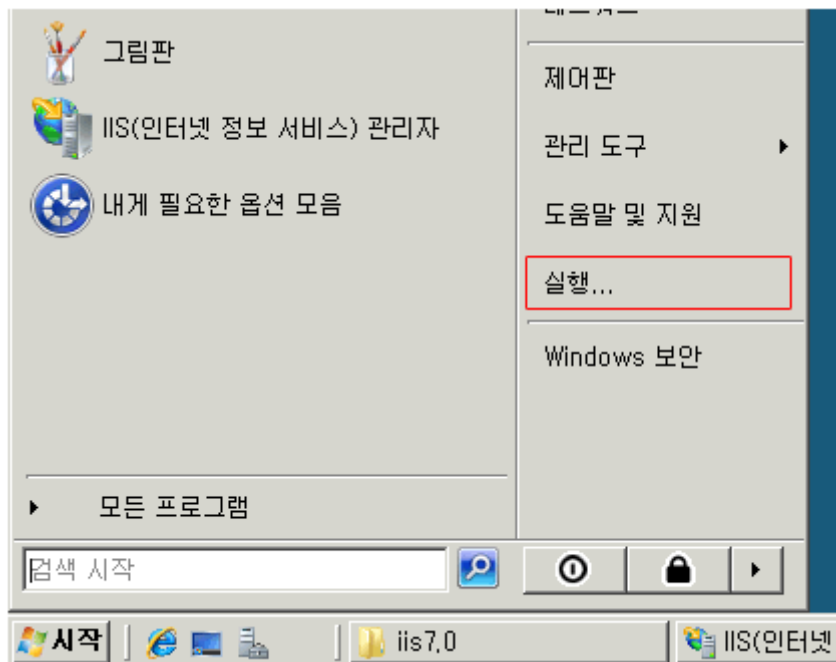 그림판
IIS(인터넷 정보 서비스) 관리자
내게 필요한 옵션 모음
모든 프로그램
검색 시작
제어판
관리 도구
도움말 및 지원
실행...
Windows 보안
시작
iis7.0
IIS(인터넷